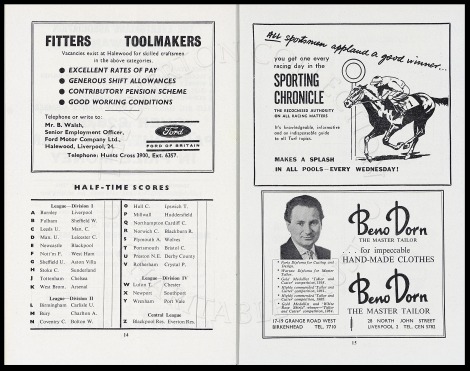 FITTERS TOOLMAKERS
Vacancies exist at Halewood for skilled craftsmen
in the above categories.
● EXCELLENT RATES OF PAY
● GENEROUS SHIFT ALLOWANCES
● CONTRIBUTORY PENSION SCHEME
● GOOD WORKING CONDITIONS
Telephone or write to:
Mr. B. Walsh,
Senior Employment Officer,
Ford Motor Company Ltd.,
Halewood, Liverpool, 24.
Ford
FORD OF BRITAIN
Telephone: Hunts Cross 3900, Ext. 6357.
HALF-TIME SCORES
League—Division I
A Burnley Liverpool
B Fulham Sheffield W.
C Leeds U. Man. C.
D Man. U. Leicester C.
E Newcastle Blackpool
F Nott'm F. West Ham
G Sheffield U. Aston Villa
H Stoke C. Sunderland
J Tottenham Chelsea
K West Brom. Arsenal
League—Division II
L Birmingham Carlisle U.
M Bury Charlton A.
N Coventry C. Bolton W.
O Hull C. Ipswich T.
P Millwall Huddersfield
Q Northampton Cardiff C.
R Norwich C. Blackburn R.
S Plymouth A. Wolves
T Portsmouth Bristol C.
U Preston N.E. Derby County
V Rotherham Crystal P.
League—Division IV
W Luton T. Chester
X Newport Southport
Y Wrexham Port Vale
Central League
Z Blackpool Res. Everton Res.
14
All sportsmen applaud a good winner...
you get one every
racing day in the
SPORTING
CHRONICLE
THE RECOGNISED AUTHORITY
ON ALL RACING MATTERS
It's knowledgeable, informative
and an indispensable guide
to all Turf topics.
MAKES A SPLASH
IN ALL POOLS—EVERY WEDNESDAY!
Beno Dorn
THE MASTER TAILOR
. . . for impeccable
HAND-MADE CLOTHES
Beno Dorn
THE MASTER TAILOR
17-19 GRANGE ROAD WEST
BIRKENHEAD TEL. 7710
28 NORTH JOHN STREET
LIVERPOOL 2 TEL. CEN 5782
15